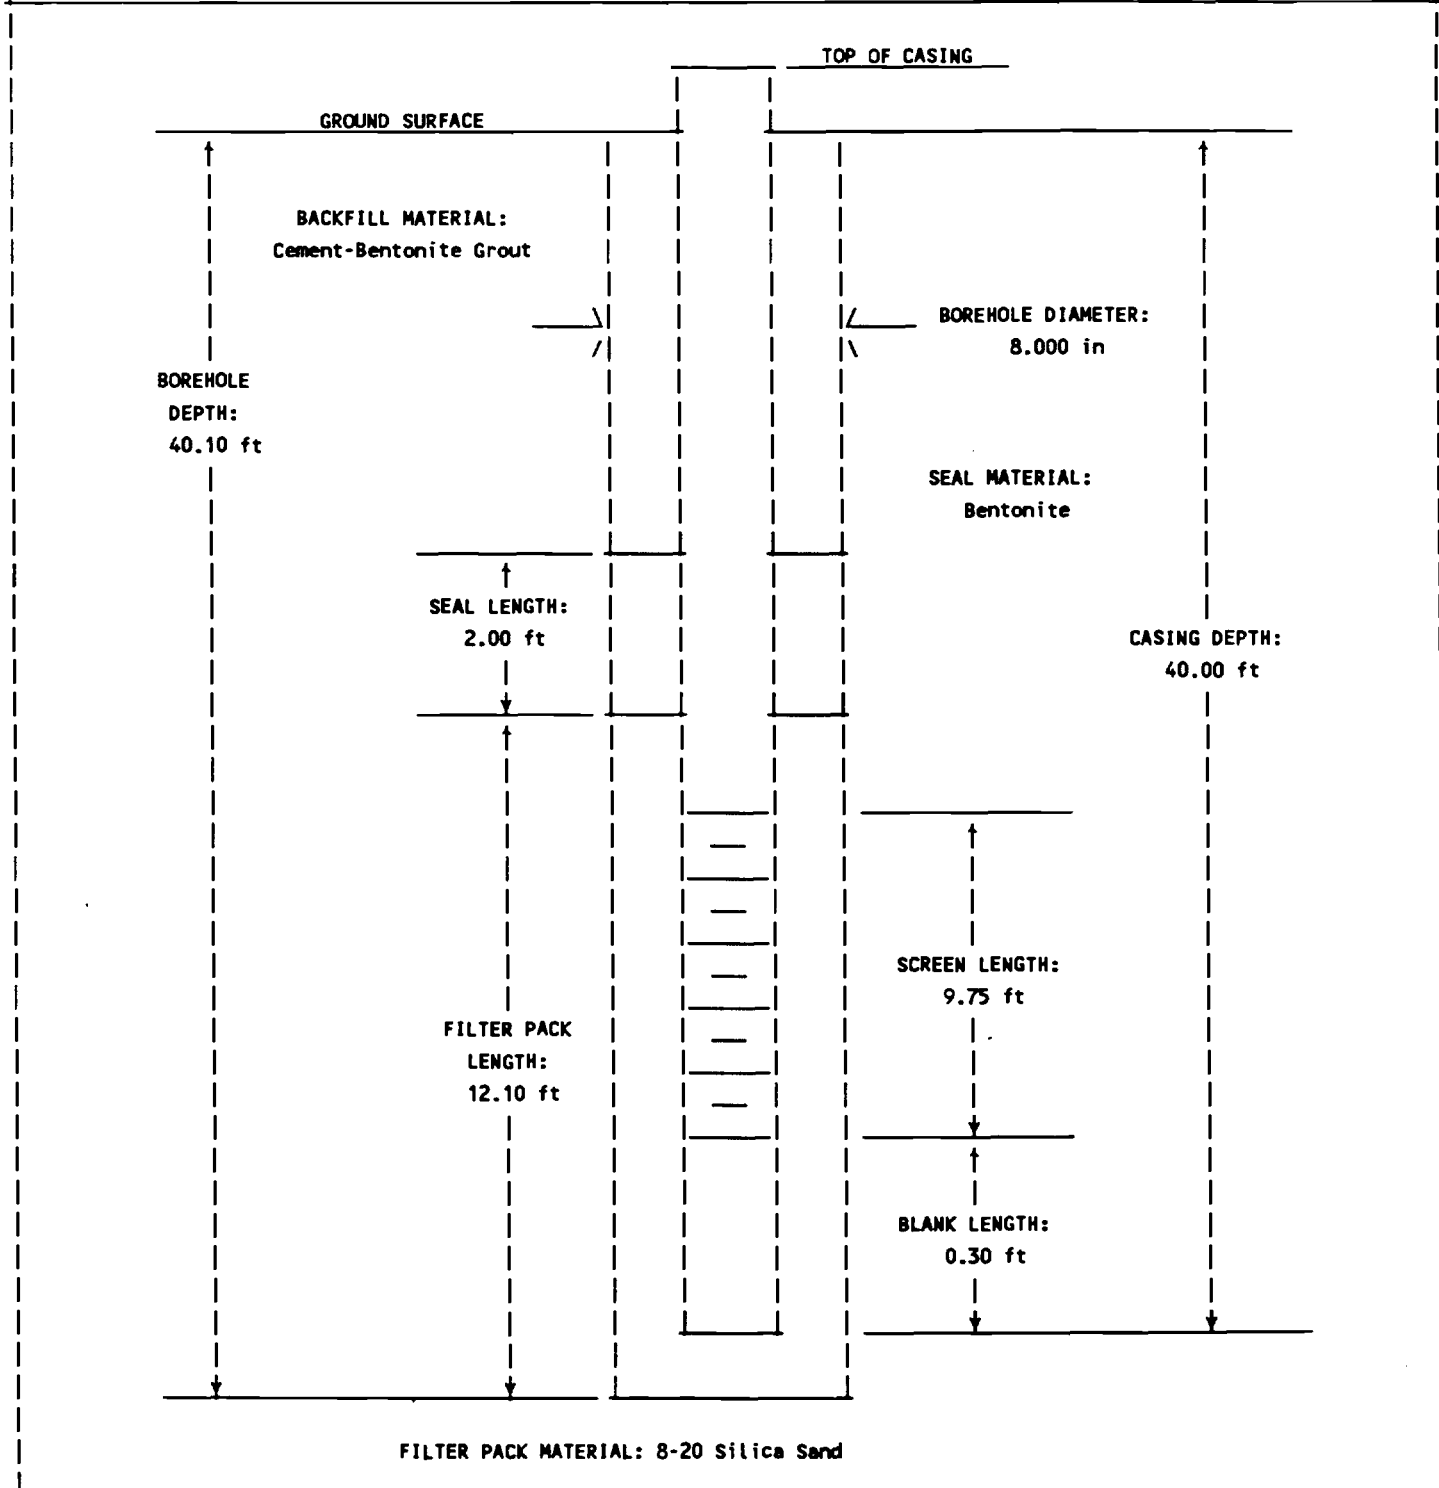 TOP OF CASING
GROUND SURFACE
BACKFILL MATERIAL:
Cement-Bentonite Grout
BOREHOLE DIAMETER:
8.000 in
BOREHOLE
DEPTH:
40.10 ft
SEAL MATERIAL:
Bentonite
SEAL LENGTH:
2.00 ft
CASING DEPTH:
40.00 ft
SCREEN LENGTH:
9.75 ft
FILTER PACK
LENGTH:
12.10 ft
BLANK LENGTH:
0.30 ft
FILTER PACK MATERIAL: 8-20 Silica Sand